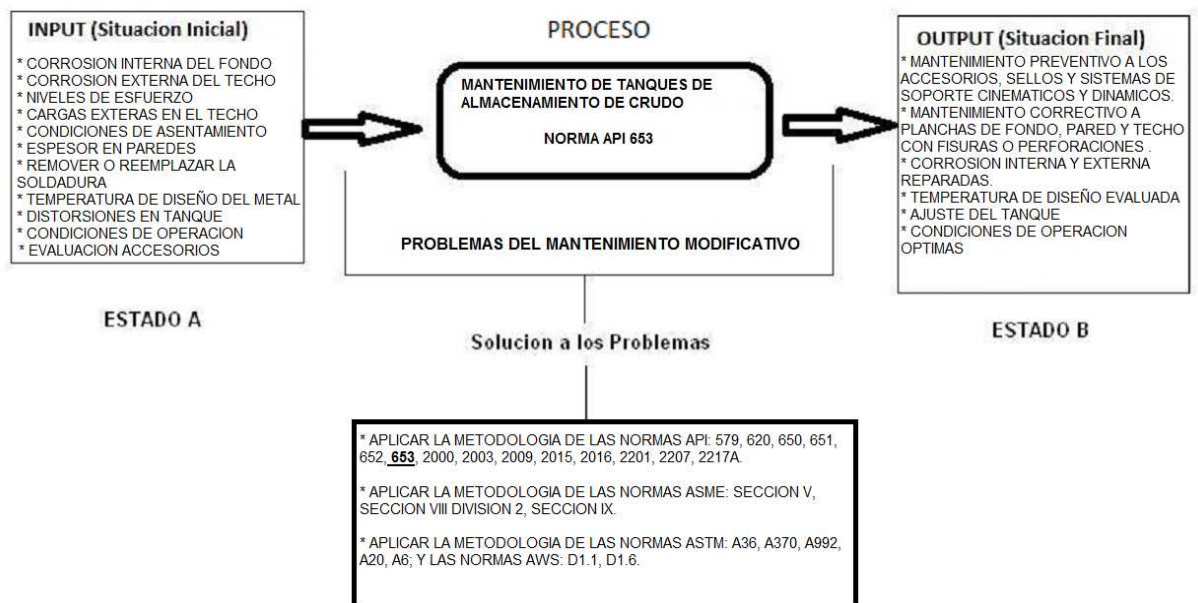 INPUT (Situacion Inicial)
* CORROSION INTERNA DEL FONDO
* CORROSION EXTERNA DEL TECHO
* NIVELES DE ESFUERZO
* CARGAS EXTERAS EN EL TECHO
* CONDICIONES DE ASENTAMIENTO
* ESPESOR EN PAREDES
* REMOVER O REEMPLAZAR LA
SOLDADURA
* TEMPERATURA DE DISEÑO DEL METAL
* DISTORSIONES EN TANQUE
* CONDICIONES DE OPERACION
* EVALUACION ACCESORIOS
ESTADO A
PROCESO
MANTENIMIENTO DE TANQUES DE
ALMACENAMIENTO DE CRUDO
NORMA API 653
PROBLEMAS DEL MANTENIMIENTO MODIFICATIVO
OUTPUT (Situacion Final)
* MANTENIMIENTO PREVENTIVO A LOS
ACCESORIOS, SELLOS Y SISTEMAS DE
SOPORTE CINEMATICOS Y DINAMICOS.
* MANTENIMIENTO CORRECTIVO A
PLANCHAS DE FONDO, PARED Y TECHO
CON FISURAS O PERFORACIONES .
* CORROSION INTERNA Y EXTERNA
REPARADAS.
* TEMPERATURA DE DISEÑO EVALUADA
* AJUSTE DEL TANQUE
* CONDICIONES DE OPERACION
OPTIMAS
ESTADO B
Solucion a los Problemas
* APLICAR LA METODOLOGIA DE LAS NORMAS API: 579, 620, 650, 651,
652, 653, 2000, 2003, 2009, 2015, 2016, 2201, 2207, 2217A.
* APLICAR LA METODOLOGIA DE LAS NORMAS ASME: SECCION V,
SECCION VIII DIVISION 2, SECCION IX.
* APLICAR LA METODOLOGIA DE LAS NORMAS ASTM: A36, A370, A992,
A20, A6; Y LAS NORMAS AWS: D1.1, D1.6.